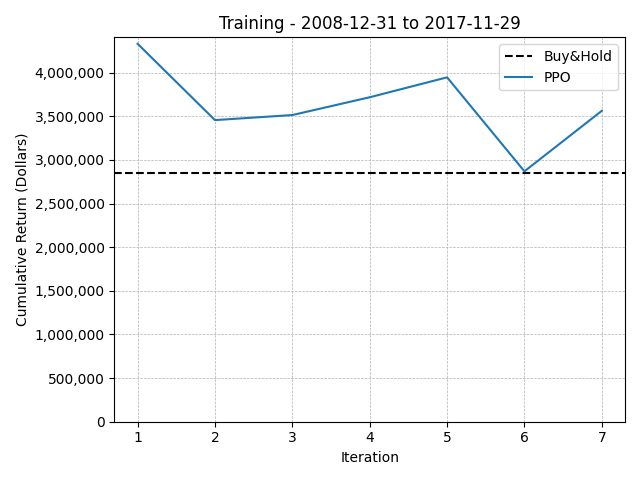 Training - 2008-12-31 to 2017-11-29
Buy&Hold
PPO
Cumulative Return (Dollars)
4,000,000
3,500,000
3,000,000
2,500,000
2,000,000
1,500,000
1,000,000
500,000
0
1 2 3 4 5 6 7
Iteration